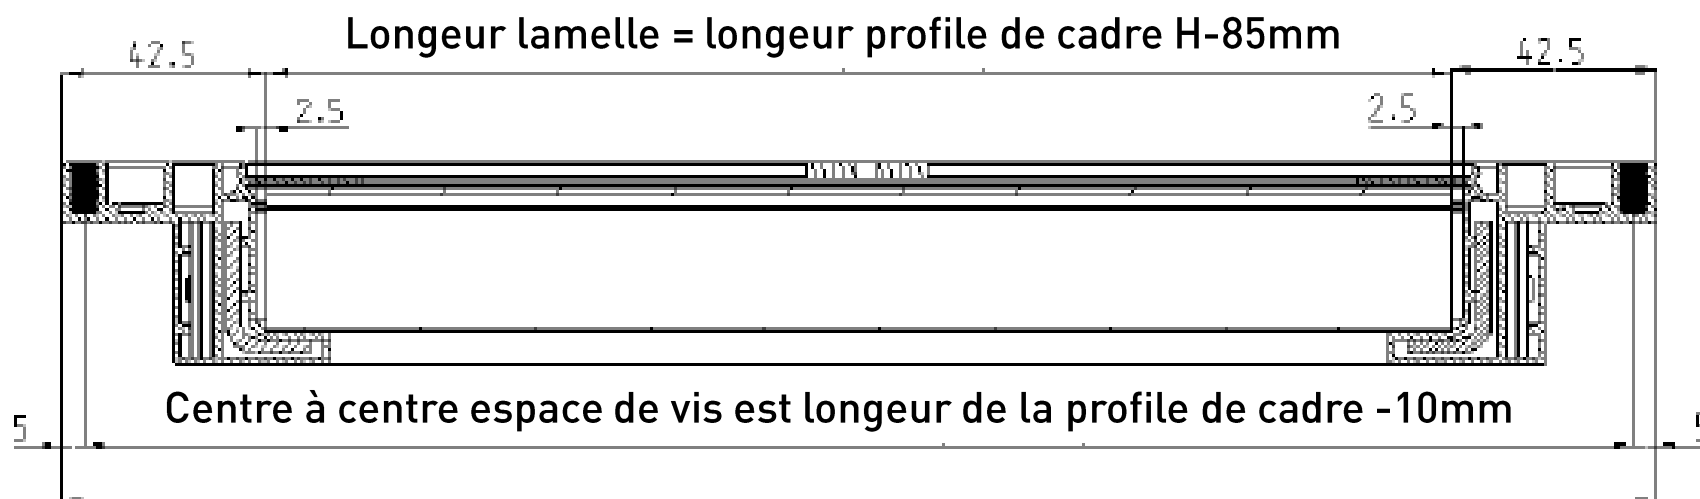 Longeur lamelle = longeur profile de cadre H-85mm
42.5 42.5
2.5 2.5
Centre à centre espace de vis est longeur de la profile de cadre -10mm
5